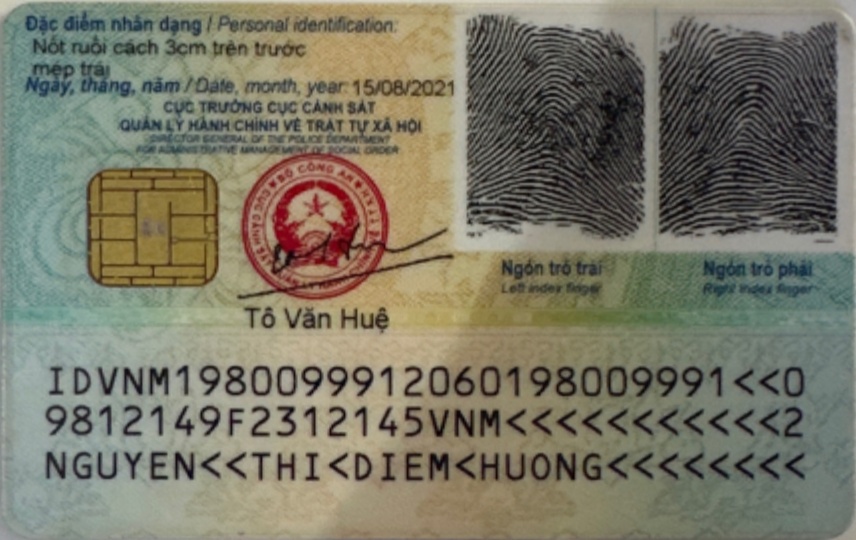 Đặc điểm nhân dạng / Personal identification:
Nốt ruồi cách 3cm trên trước
mép trái
Ngày, tháng, năm / Date, month, year: 15/08/2021
CỤC TRƯỞNG CỤC CẢNH SÁT
QUẢN LÝ HÀNH CHÍNH VỀ TRẬT TỰ XÃ HỘI
DIRECTOR GENERAL OF THE POLICE DEPARTMENT
FOR ADMINISTRATIVE MANAGEMENT OF SOCIAL ORDER
BỘ CÔNG AN
Tô Văn Huệ
Ngón trỏ trái
Left index finger
Ngón trỏ phải
Right index finger
IDVNM1980099912060198009991<<0
9812149F2312145VNM<<<<<<<<<<<2
NGUYEN<<THI<DIEM<HUONG<<<<<<<<